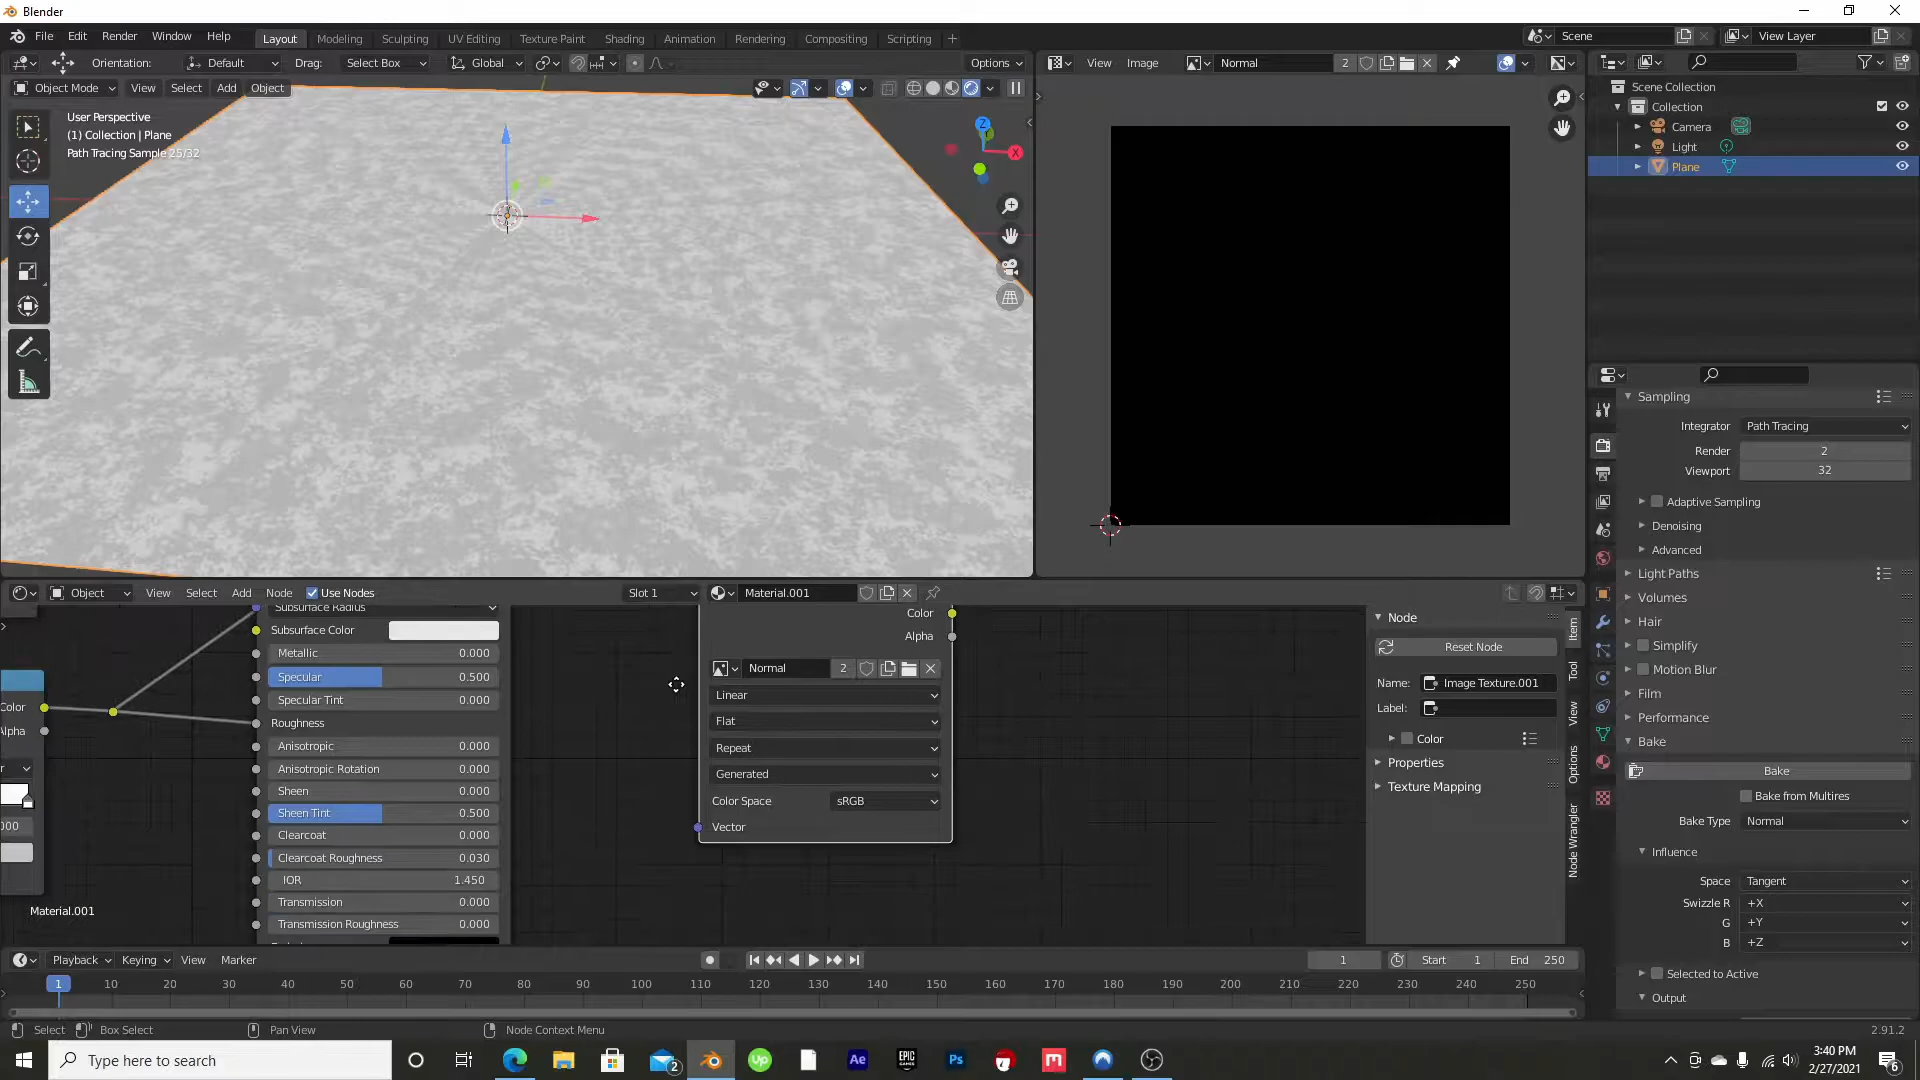 Blender
File Edit Render Window Help
Layout Modeling Sculpting UV Editing Texture Paint Shading Animation Rendering Compositing Scripting +
Scene
View Layer
Orientation: Default Drag: Select Box Global Options
View Image Normal 2
Object Mode View Select Add Object
User Perspective
(1) Collection | Plane
Path Tracing Sample 25/32
Z
X
Scene Collection
Collection
Camera
Light
Plane
Sampling
Integrator Path Tracing
Render 2
Viewport 32
Adaptive Sampling
Denoising
Advanced
Light Paths
Volumes
Hair
Simplify
Motion Blur
Film
Performance
Bake
Bake
Bake from Multires
Bake Type Normal
Influence
Space Tangent
Swizzle R +X
G +Y
B +Z
Selected to Active
Output
Object View Select Add Node Use Nodes Slot 1 Material.001
Subsurface Radius
Subsurface Color
Metallic 0.000
Specular 0.500
Specular Tint 0.000
Roughness
Anisotropic 0.000
Anisotropic Rotation 0.000
Sheen 0.000
Sheen Tint 0.500
Clearcoat 0.000
Clearcoat Roughness 0.030
IOR 1.450
Transmission 0.000
Transmission Roughness 0.000
Color
Alpha
Material.001
Color
Alpha
Normal 2
Linear
Flat
Repeat
Generated
Color Space sRGB
Vector
Node
Reset Node
Name: Image Texture.001
Label:
Color
Properties
Texture Mapping
Item
Tool
View
Options
Node Wrangler
Playback Keying View Marker
1 Start 1 End 250
1 10 20 30 40 50 60 70 80 90 100 110 120 130 140 150 160 170 180 190 200 210 220 230 240 250
Select Box Select Pan View Node Context Menu
2.91.2
Type here to search
2
Up
Ae
EPIC GAMES
Ps
M
3:40 PM
2/27/2021
6